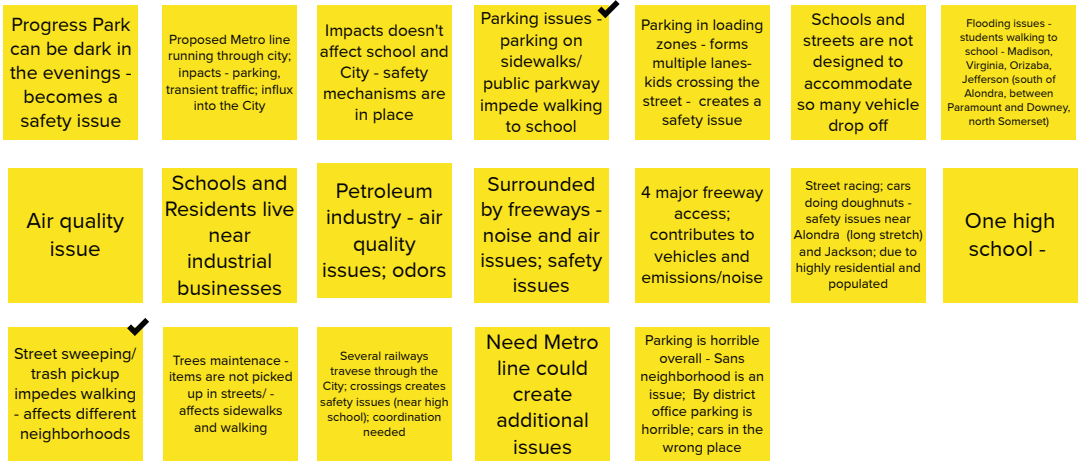 Progress Park
can be dark in
the evenings -
becomes a
safety issue
Proposed Metro line
running through city;
inpacts - parking,
transient traffic; influx
into the City
Impacts doesn't
affect school and
City - safety
mechanisms are
in place
Parking issues -
parking on
sidewalks/
public parkway
impede walking
to school
Parking in loading
zones - forms
multiple lanes-
kids crossing the
street - creates a
safety issue
Schools and
streets are not
designed to
accommodate
so many vehicle
drop off
Flooding issues -
students walking to
school - Madison,
Virginia, Orizaba,
Jefferson (south of
Alondra, between
Paramount and Downey,
north Somerset)
Air quality
issue
Schools and
Residents live
near
industrial
businesses
Petroleum
industry - air
quality
issues; odors
Surrounded
by freeways -
noise and air
issues; safety
issues
4 major freeway
access;
contributes to
vehicles and
emissions/noise
Street racing; cars
doing doughnuts -
safety issues near
Alondra (long stretch)
and Jackson; due to
highly residential and
populated
One high
school -
Street sweeping/
trash pickup
impedes walking
- affects different
neighborhoods
Trees maintenace -
items are not picked
up in streets/ -
affects sidewalks
and walking
Several railways
travese through the
City; crossings creates
safety issues (near high
school); coordination
needed
Need Metro
line could
create
additional
issues
Parking is horrible
overall - Sans
neighborhood is an
issue; By district
office parking is
horrible; cars in the
wrong place